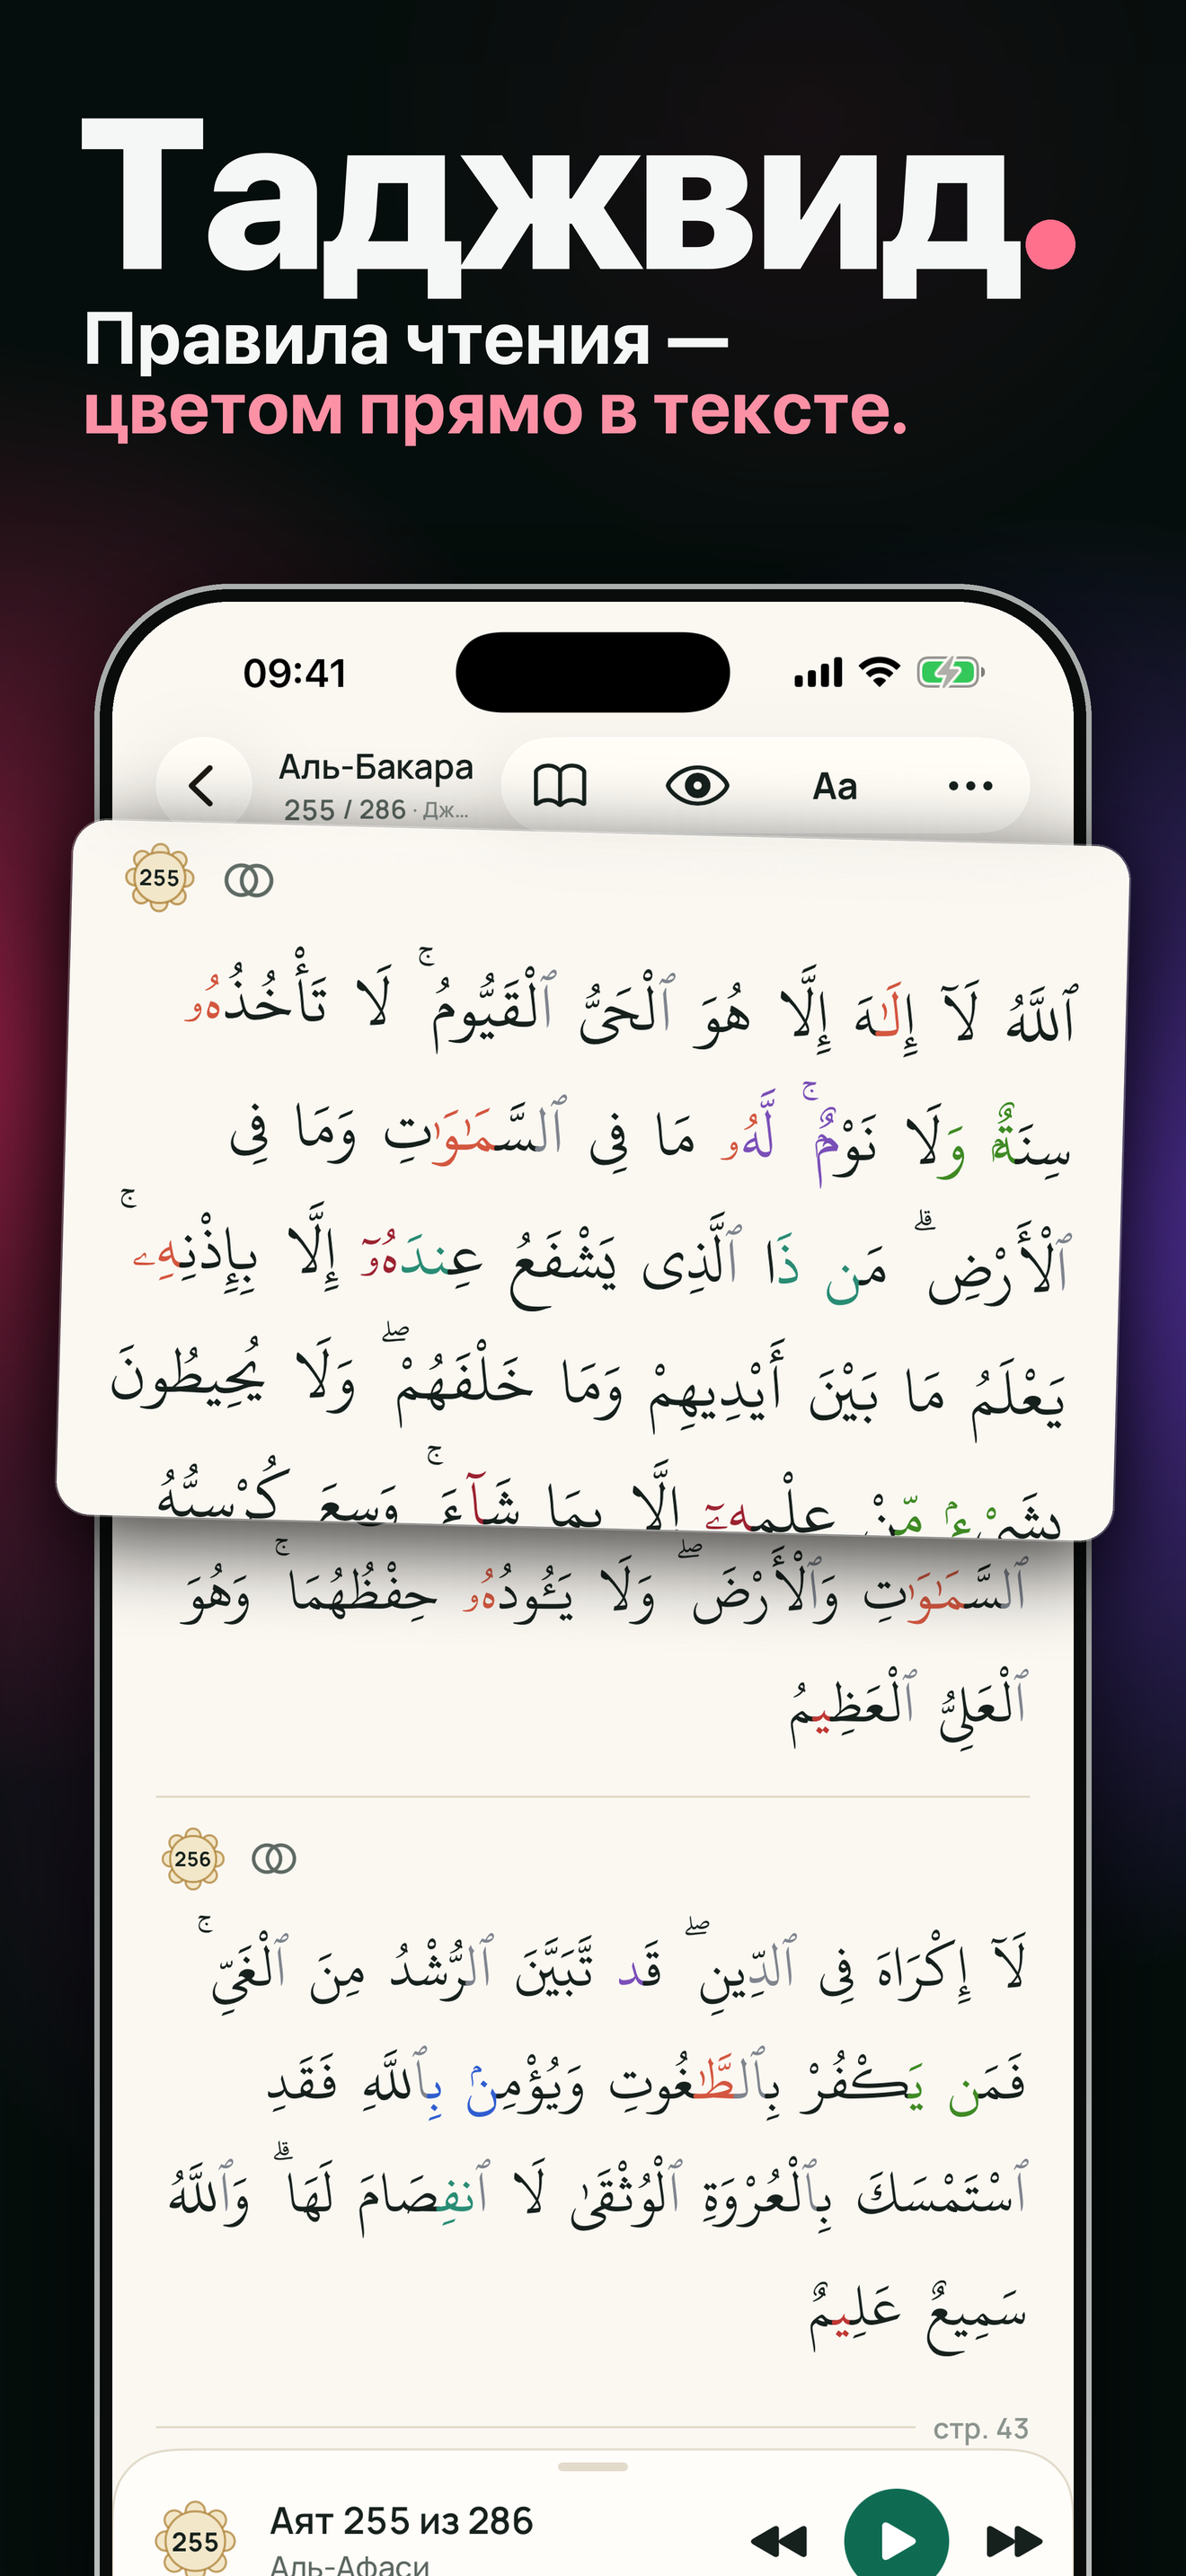 Таджвид.
Правила чтения —
цветом прямо в тексте.
09:41
Аль-Бакара
255 / 286 · Дж...
Aa
255
ٱللَّهُ لَآ إِلَٰهَ إِلَّا هُوَ ٱلْحَىُّ ٱلْقَيُّومُ ۚ لَا تَأْخُذُهُۥ
سِنَةٌۭ وَلَا نَوْمٌۭ ۚ لَّهُۥ مَا فِى ٱلسَّمَٰوَٰتِ وَمَا فِى
ٱلْأَرْضِ ۗ مَن ذَا ٱلَّذِى يَشْفَعُ عِندَهُۥٓ إِلَّا بِإِذْنِهِۦ ۚ
يَعْلَمُ مَا بَيْنَ أَيْدِيهِمْ وَمَا خَلْفَهُمْ ۖ وَلَا يُحِيطُونَ
بِشَىْءٍۢ مِّنْ عِلْمِهِۦٓ إِلَّا بِمَا شَآءَ ۚ وَسِعَ كُرْسِيُّهُ
ٱلسَّمَٰوَٰتِ وَٱلْأَرْضَ ۖ وَلَا يَـُٔودُهُۥ حِفْظُهُمَا ۚ وَهُوَ
ٱلْعَلِىُّ ٱلْعَظِيمُ
256
لَآ إِكْرَاهَ فِى ٱلدِّينِ ۖ قَد تَّبَيَّنَ ٱلرُّشْدُ مِنَ ٱلْغَىِّ ۚ
فَمَن يَكْفُرْ بِٱلطَّٰغُوتِ وَيُؤْمِنۢ بِٱللَّهِ فَقَدِ
ٱسْتَمْسَكَ بِٱلْعُرْوَةِ ٱلْوُثْقَىٰ لَا ٱنفِصَامَ لَهَا ۗ وَٱللَّهُ
سَمِيعٌ عَلِيمٌ
стр. 43
255
Аят 255 из 286
Аль-Афаси